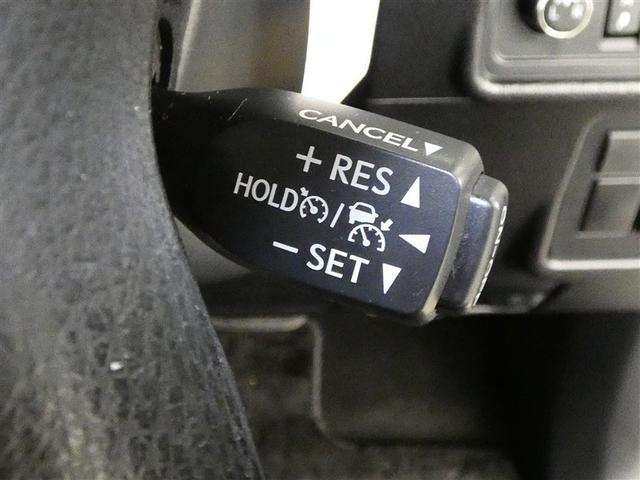 CANCEL▼
+ RES ▲
HOLD / ◀
− SET ▼